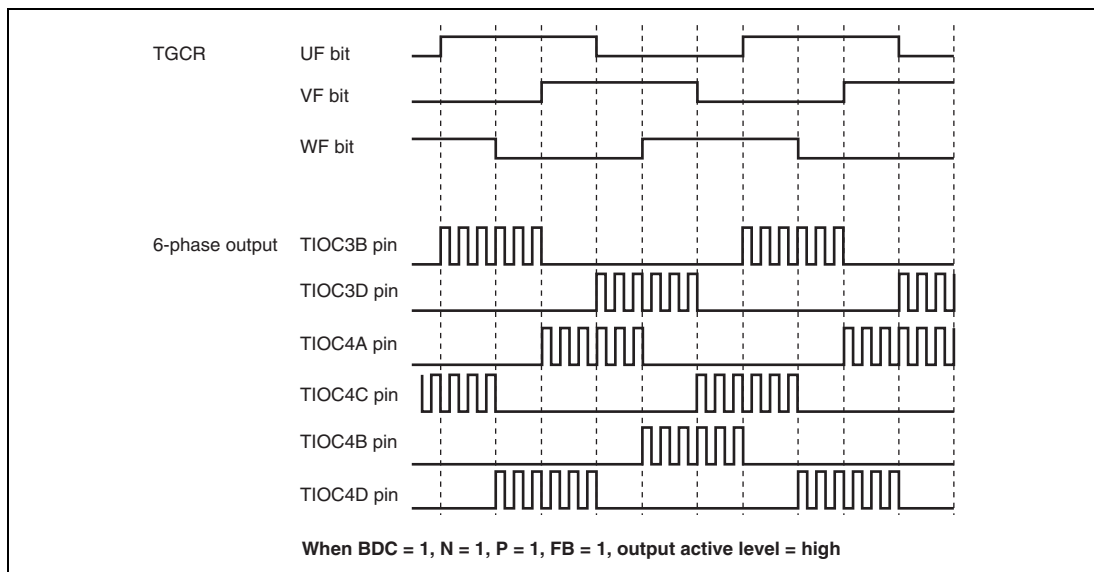 TGCR UF bit
VF bit
WF bit
6-phase output TIOC3B pin
TIOC3D pin
TIOC4A pin
TIOC4C pin
TIOC4B pin
TIOC4D pin
When BDC = 1, N = 1, P = 1, FB = 1, output active level = high